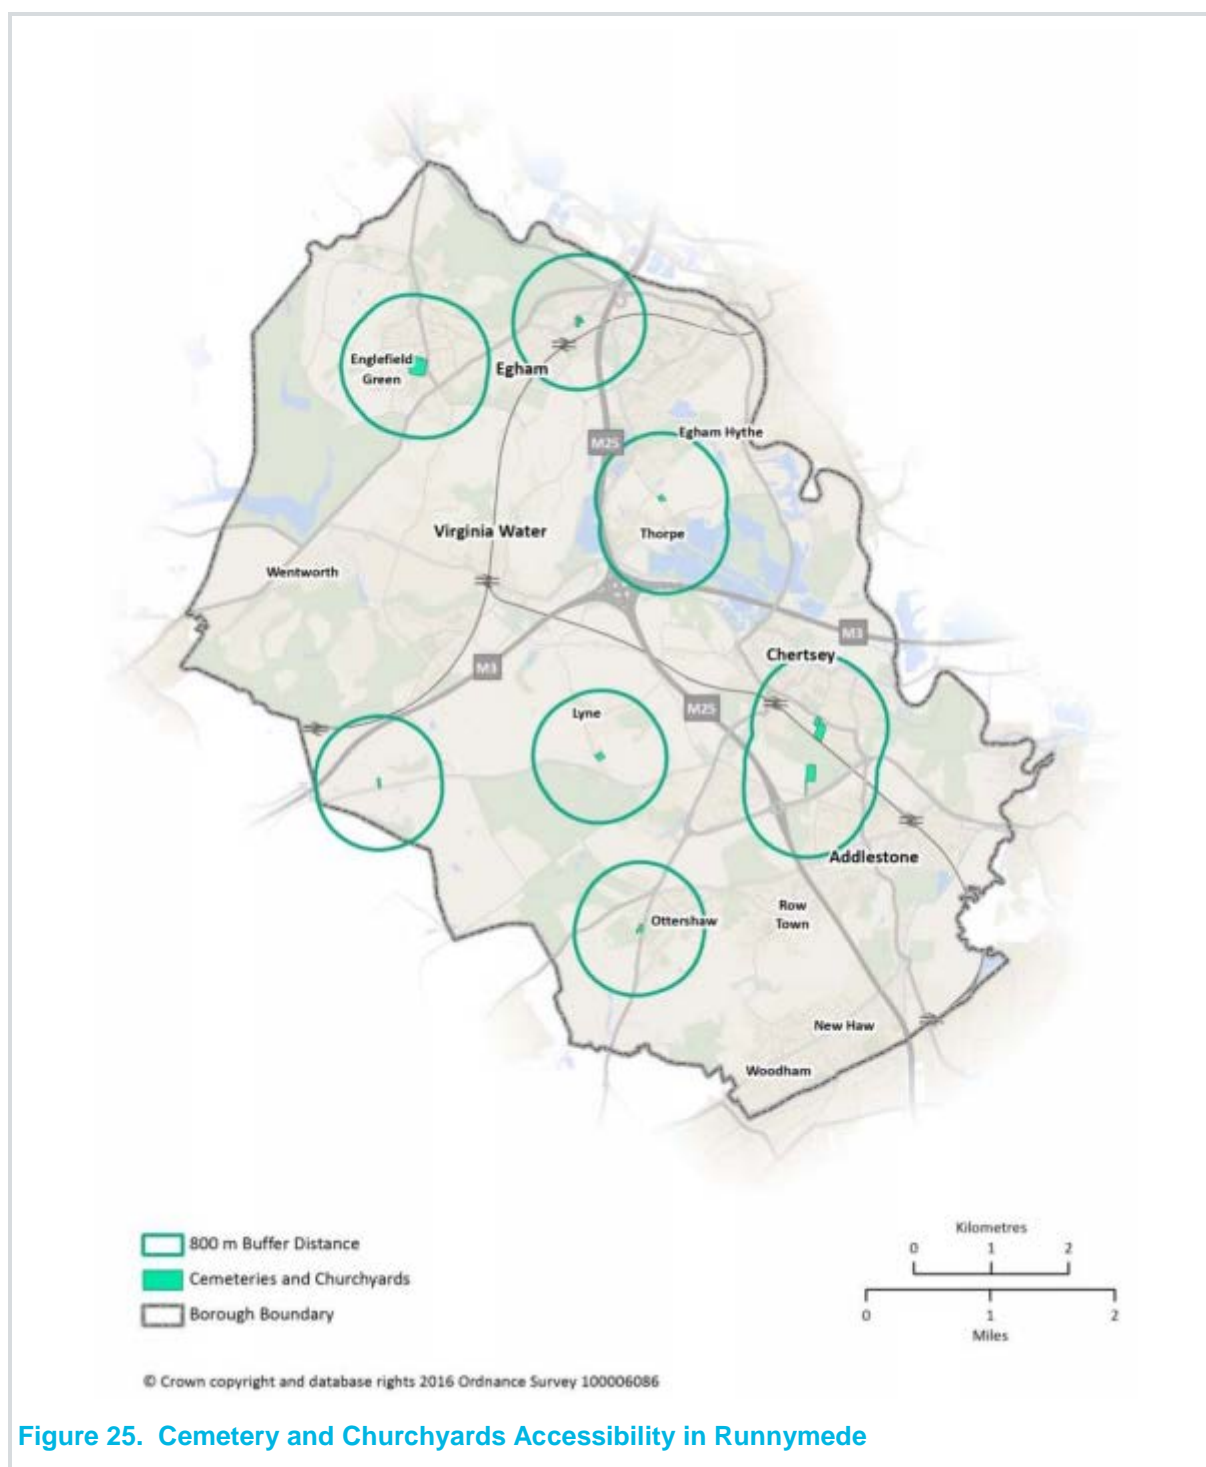 Englefield
Green
Egham
M25
Egham Hythe
Virginia Water
Thorpe
Wentworth
M3
Chertsey
M3
M25
Lyne
Addlestone
Ottershaw
Row
Town
New Haw
Woodham
800 m Buffer Distance
Cemeteries and Churchyards
Borough Boundary
Kilometres
0 1 2
0 1 2
Miles
© Crown copyright and database rights 2016 Ordnance Survey 100006086
Figure 25. Cemetery and Churchyards Accessibility in Runnymede